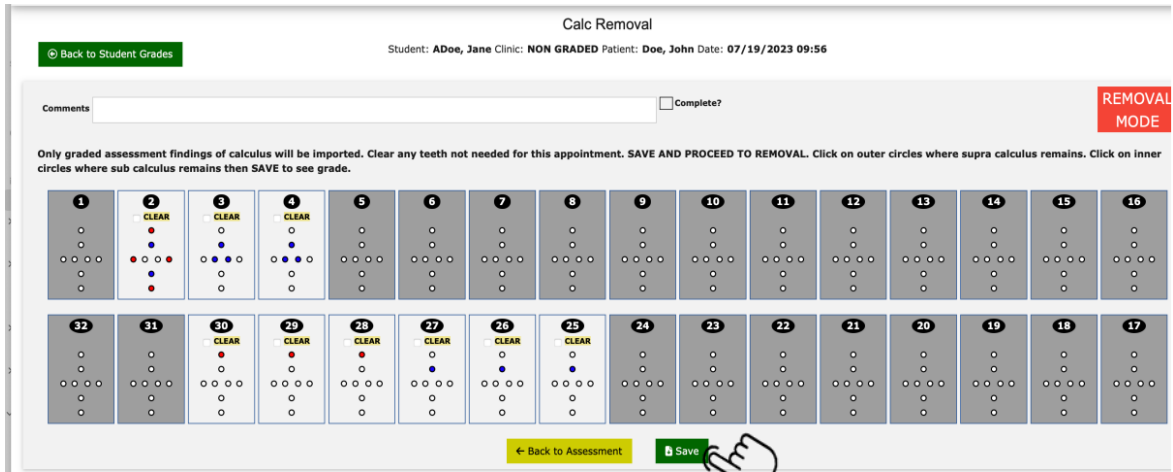 Calc Removal
Back to Student Grades
Student: ADoe, Jane Clinic: NON GRADED Patient: Doe, John Date: 07/19/2023 09:56
Comments
Complete?
REMOVAL
MODE
Only graded assessment findings of calculus will be imported. Clear any teeth not needed for this appointment. SAVE AND PROCEED TO REMOVAL. Click on outer circles where supra calculus remains. Click on inner
circles where sub calculus remains then SAVE to see grade.
1 2 3 4 5 6 7 8 9 10 11 12 13 14 15 16
CLEAR CLEAR CLEAR
32 31 30 29 28 27 26 25 24 23 22 21 20 19 18 17
CLEAR CLEAR CLEAR CLEAR CLEAR CLEAR
← Back to Assessment Save